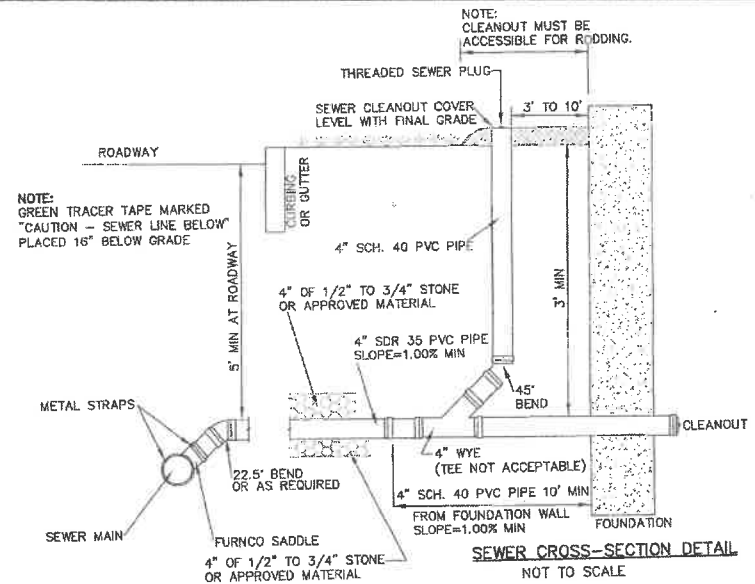 NOTE:
CLEANOUT MUST BE
ACCESSIBLE FOR RODDING.
THREADED SEWER PLUG
3' TO 10'
SEWER CLEANOUT COVER
LEVEL WITH FINAL GRADE
ROADWAY
CURBING
OR GUTTER
NOTE:
GREEN TRACER TAPE MARKED
"CAUTION - SEWER LINE BELOW"
PLACED 16" BELOW GRADE
4" SCH. 40 PVC PIPE
3' MIN
5' MIN AT ROADWAY
4" OF 1/2" TO 3/4" STONE
OR APPROVED MATERIAL
4" SDR 35 PVC PIPE
SLOPE=1.00% MIN
45°
BEND
METAL STRAPS
CLEANOUT
4" WYE
(TEE NOT ACCEPTABLE)
22.5° BEND
OR AS REQUIRED
4" SCH. 40 PVC PIPE 10' MIN
FROM FOUNDATION WALL
SLOPE=1.00% MIN
FOUNDATION
SEWER MAIN
FURNCO SADDLE
4" OF 1/2" TO 3/4" STONE
OR APPROVED MATERIAL
SEWER CROSS-SECTION DETAIL
NOT TO SCALE